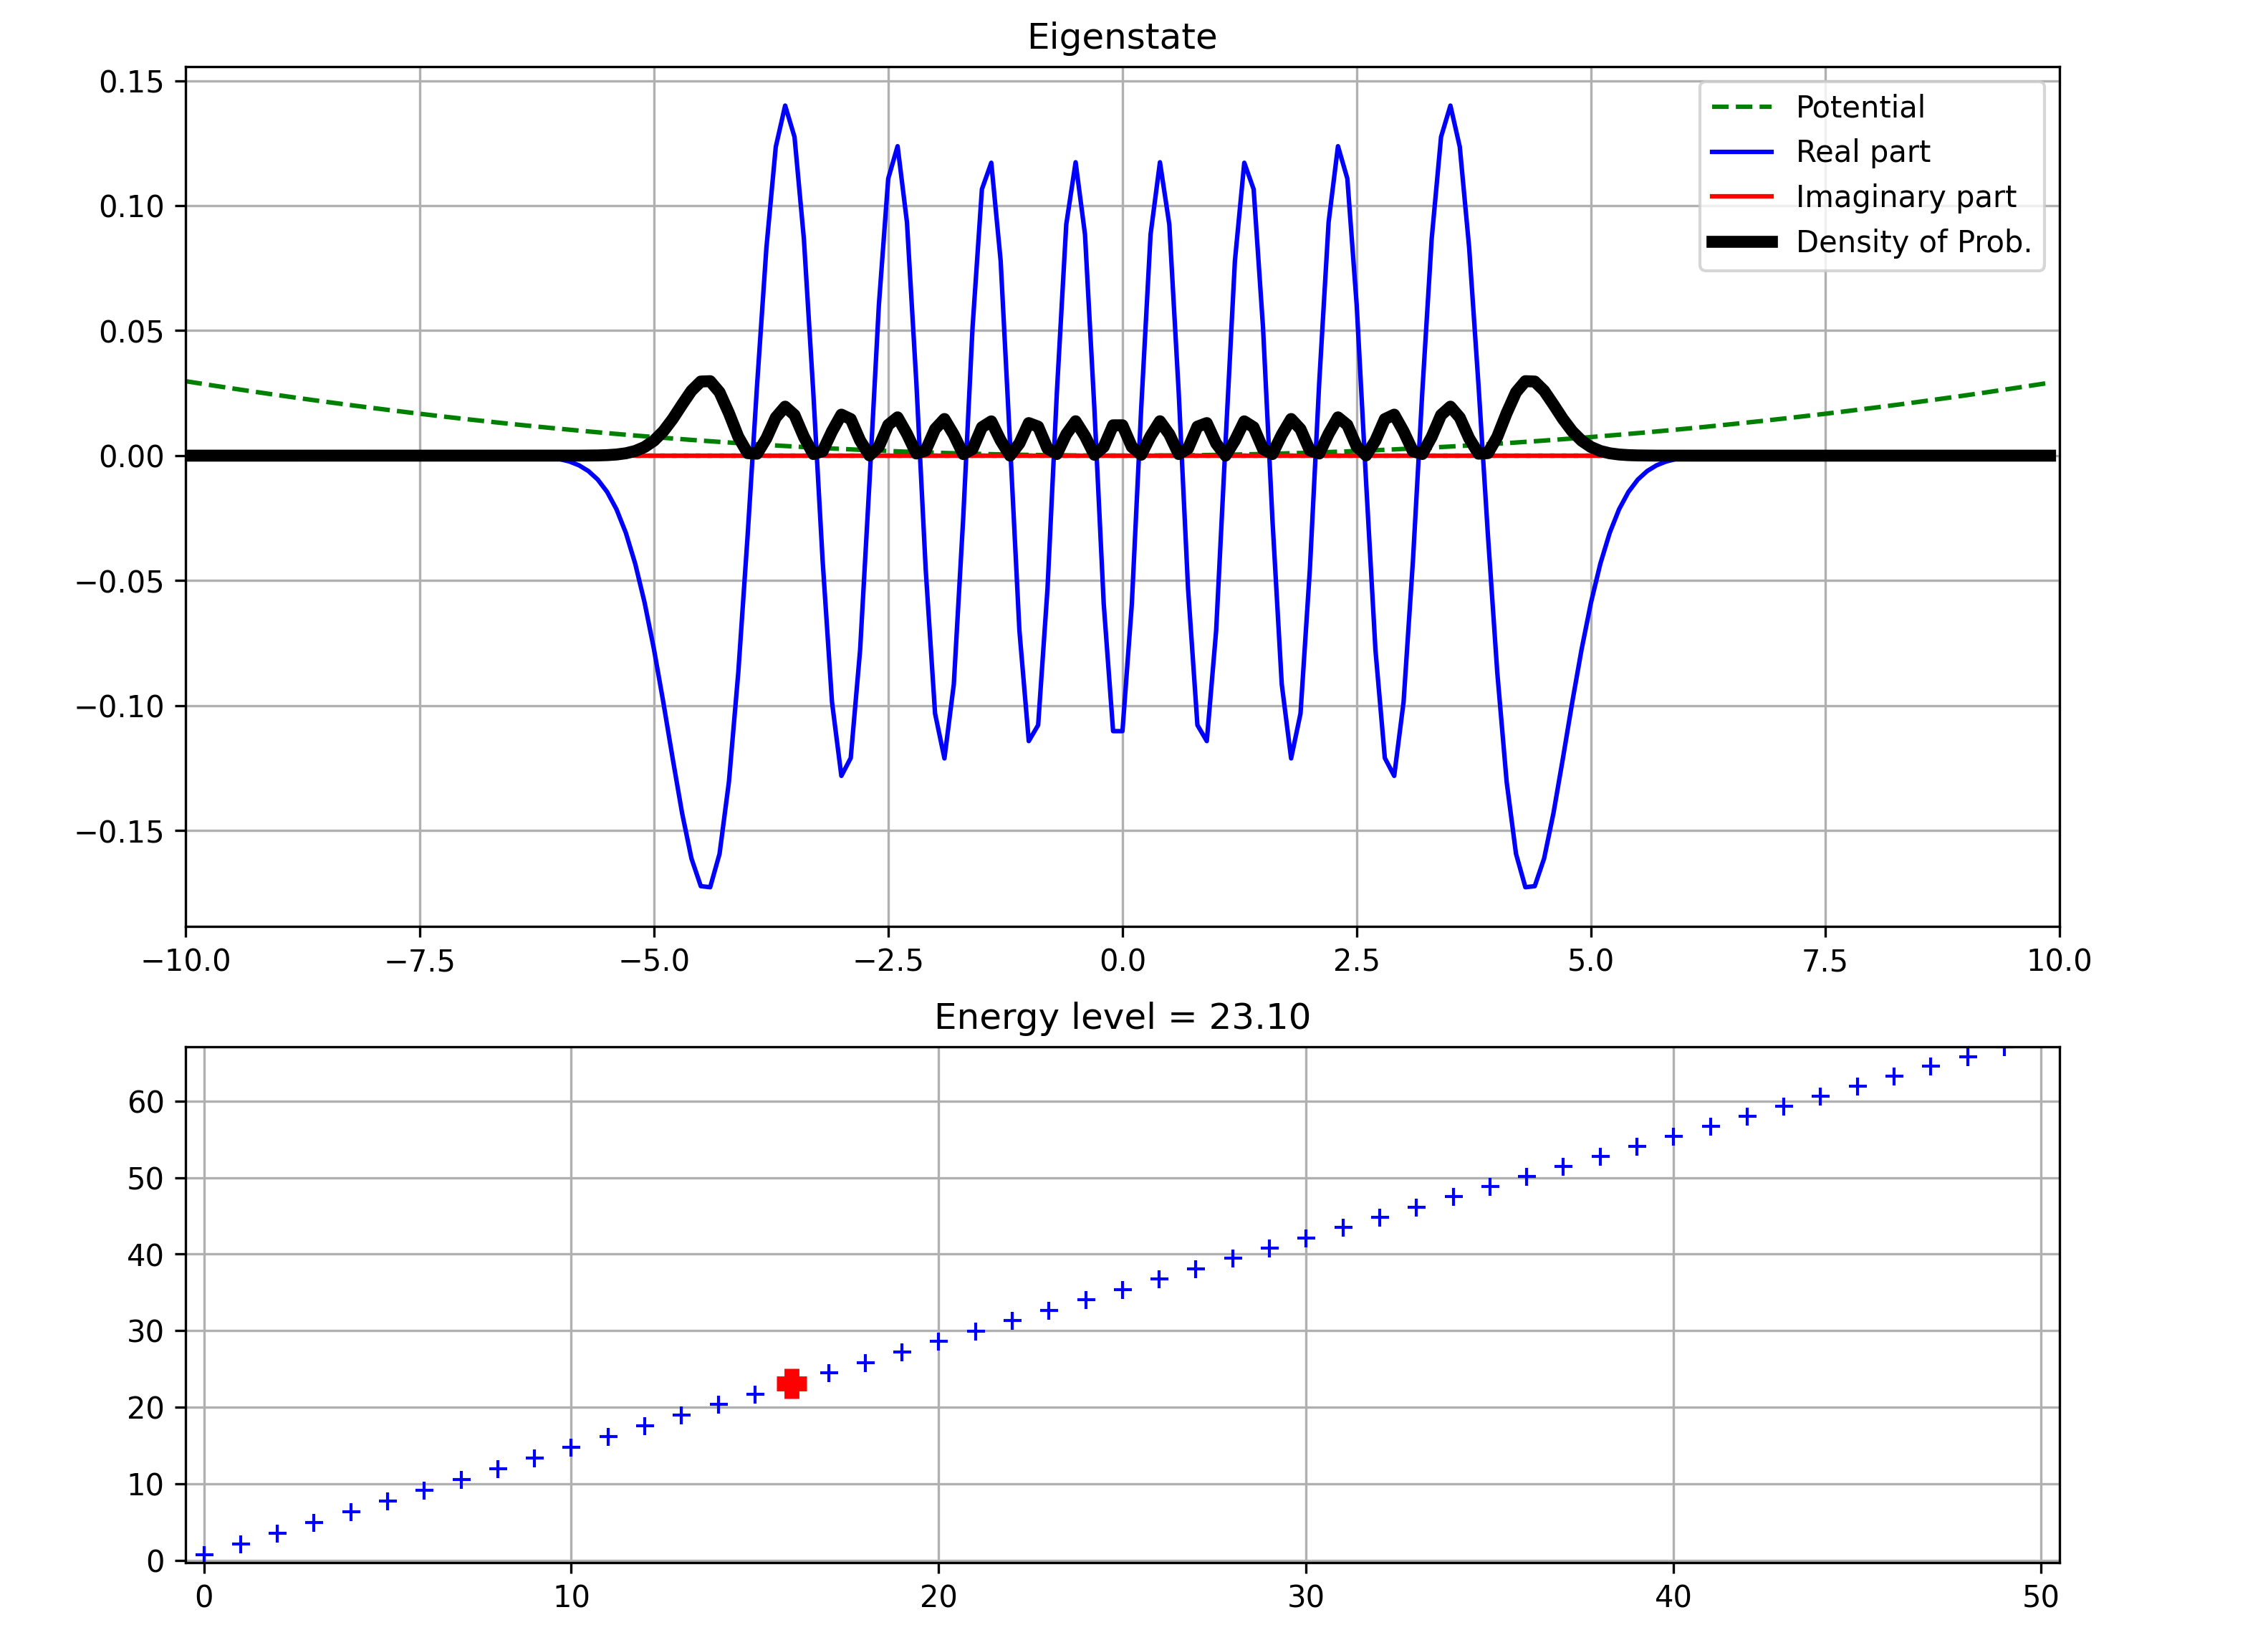 Eigenstate
0.15
0.10
0.05
0.00
−0.05
−0.10
−0.15
Potential
Real part
Imaginary part
Density of Prob.
−10.0 −7.5 −5.0 −2.5 0.0 2.5 5.0 7.5 10.0
Energy level = 23.10
60
50
40
30
20
10
0
0 10 20 30 40 50